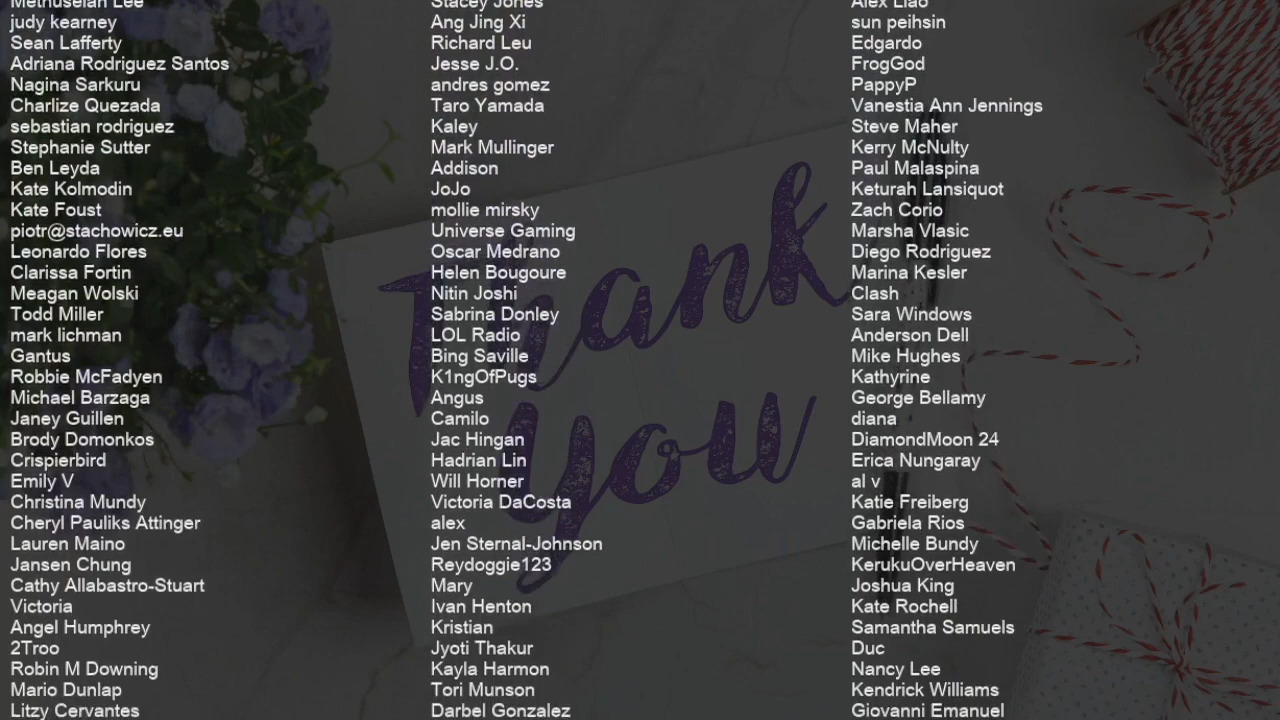 Methuselah Lee
judy kearney
Sean Lafferty
Adriana Rodriguez Santos
Nagina Sarkuru
Charlize Quezada
sebastian rodriguez
Stephanie Sutter
Ben Leyda
Kate Kolmodin
Kate Foust
piotr@stachowicz.eu
Leonardo Flores
Clarissa Fortin
Meagan Wolski
Todd Miller
mark lichman
Gantus
Robbie McFadyen
Michael Barzaga
Janey Guillen
Brody Domonkos
Crispierbird
Emily V
Christina Mundy
Cheryl Pauliks Attinger
Lauren Maino
Jansen Chung
Cathy Allabastro-Stuart
Victoria
Angel Humphrey
2Troo
Robin M Downing
Mario Dunlap
Litzy Cervantes
Stacey Jones
Ang Jing Xi
Richard Leu
Jesse J.O.
andres gomez
Taro Yamada
Kaley
Mark Mullinger
Addison
JoJo
mollie mirsky
Universe Gaming
Oscar Medrano
Helen Bougoure
Nitin Joshi
Sabrina Donley
LOL Radio
Bing Saville
K1ngOfPugs
Angus
Camilo
Jac Hingan
Hadrian Lin
Will Horner
Victoria DaCosta
alex
Jen Sternal-Johnson
Reydoggie123
Mary
Ivan Henton
Kristian
Jyoti Thakur
Kayla Harmon
Tori Munson
Darbel Gonzalez
Alex Liao
sun peihsin
Edgardo
FrogGod
PappyP
Vanestia Ann Jennings
Steve Maher
Kerry McNulty
Paul Malaspina
Keturah Lansiquot
Zach Corio
Marsha Vlasic
Diego Rodriguez
Marina Kesler
Clash
Sara Windows
Anderson Dell
Mike Hughes
Kathyrine
George Bellamy
diana
DiamondMoon 24
Erica Nungaray
al v
Katie Freiberg
Gabriela Rios
Michelle Bundy
KerukuOverHeaven
Joshua King
Kate Rochell
Samantha Samuels
Duc
Nancy Lee
Kendrick Williams
Giovanni Emanuel
Thank
you